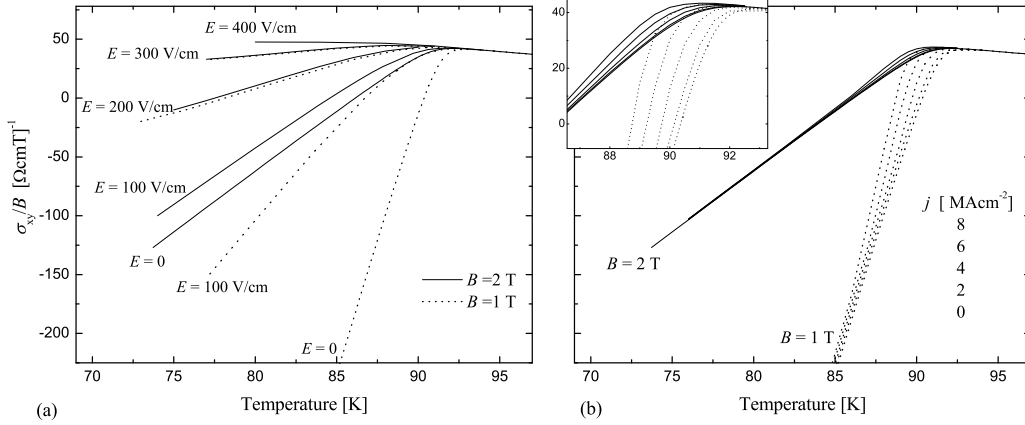 50
0
-50
-100
-150
-200
σxy/B [ΩcmT]-1
E = 400 V/cm
E = 300 V/cm
E = 200 V/cm
E = 100 V/cm
E = 0
E = 100 V/cm
E = 0
B =2 T
B =1 T
70 75 80 85 90 95
Temperature [K]
(a)
40
20
0
88 90 92
B = 2 T
B = 1 T
j [ MAcm-2]
8
6
4
2
0
70 75 80 85 90 95
Temperature [K]
(b)